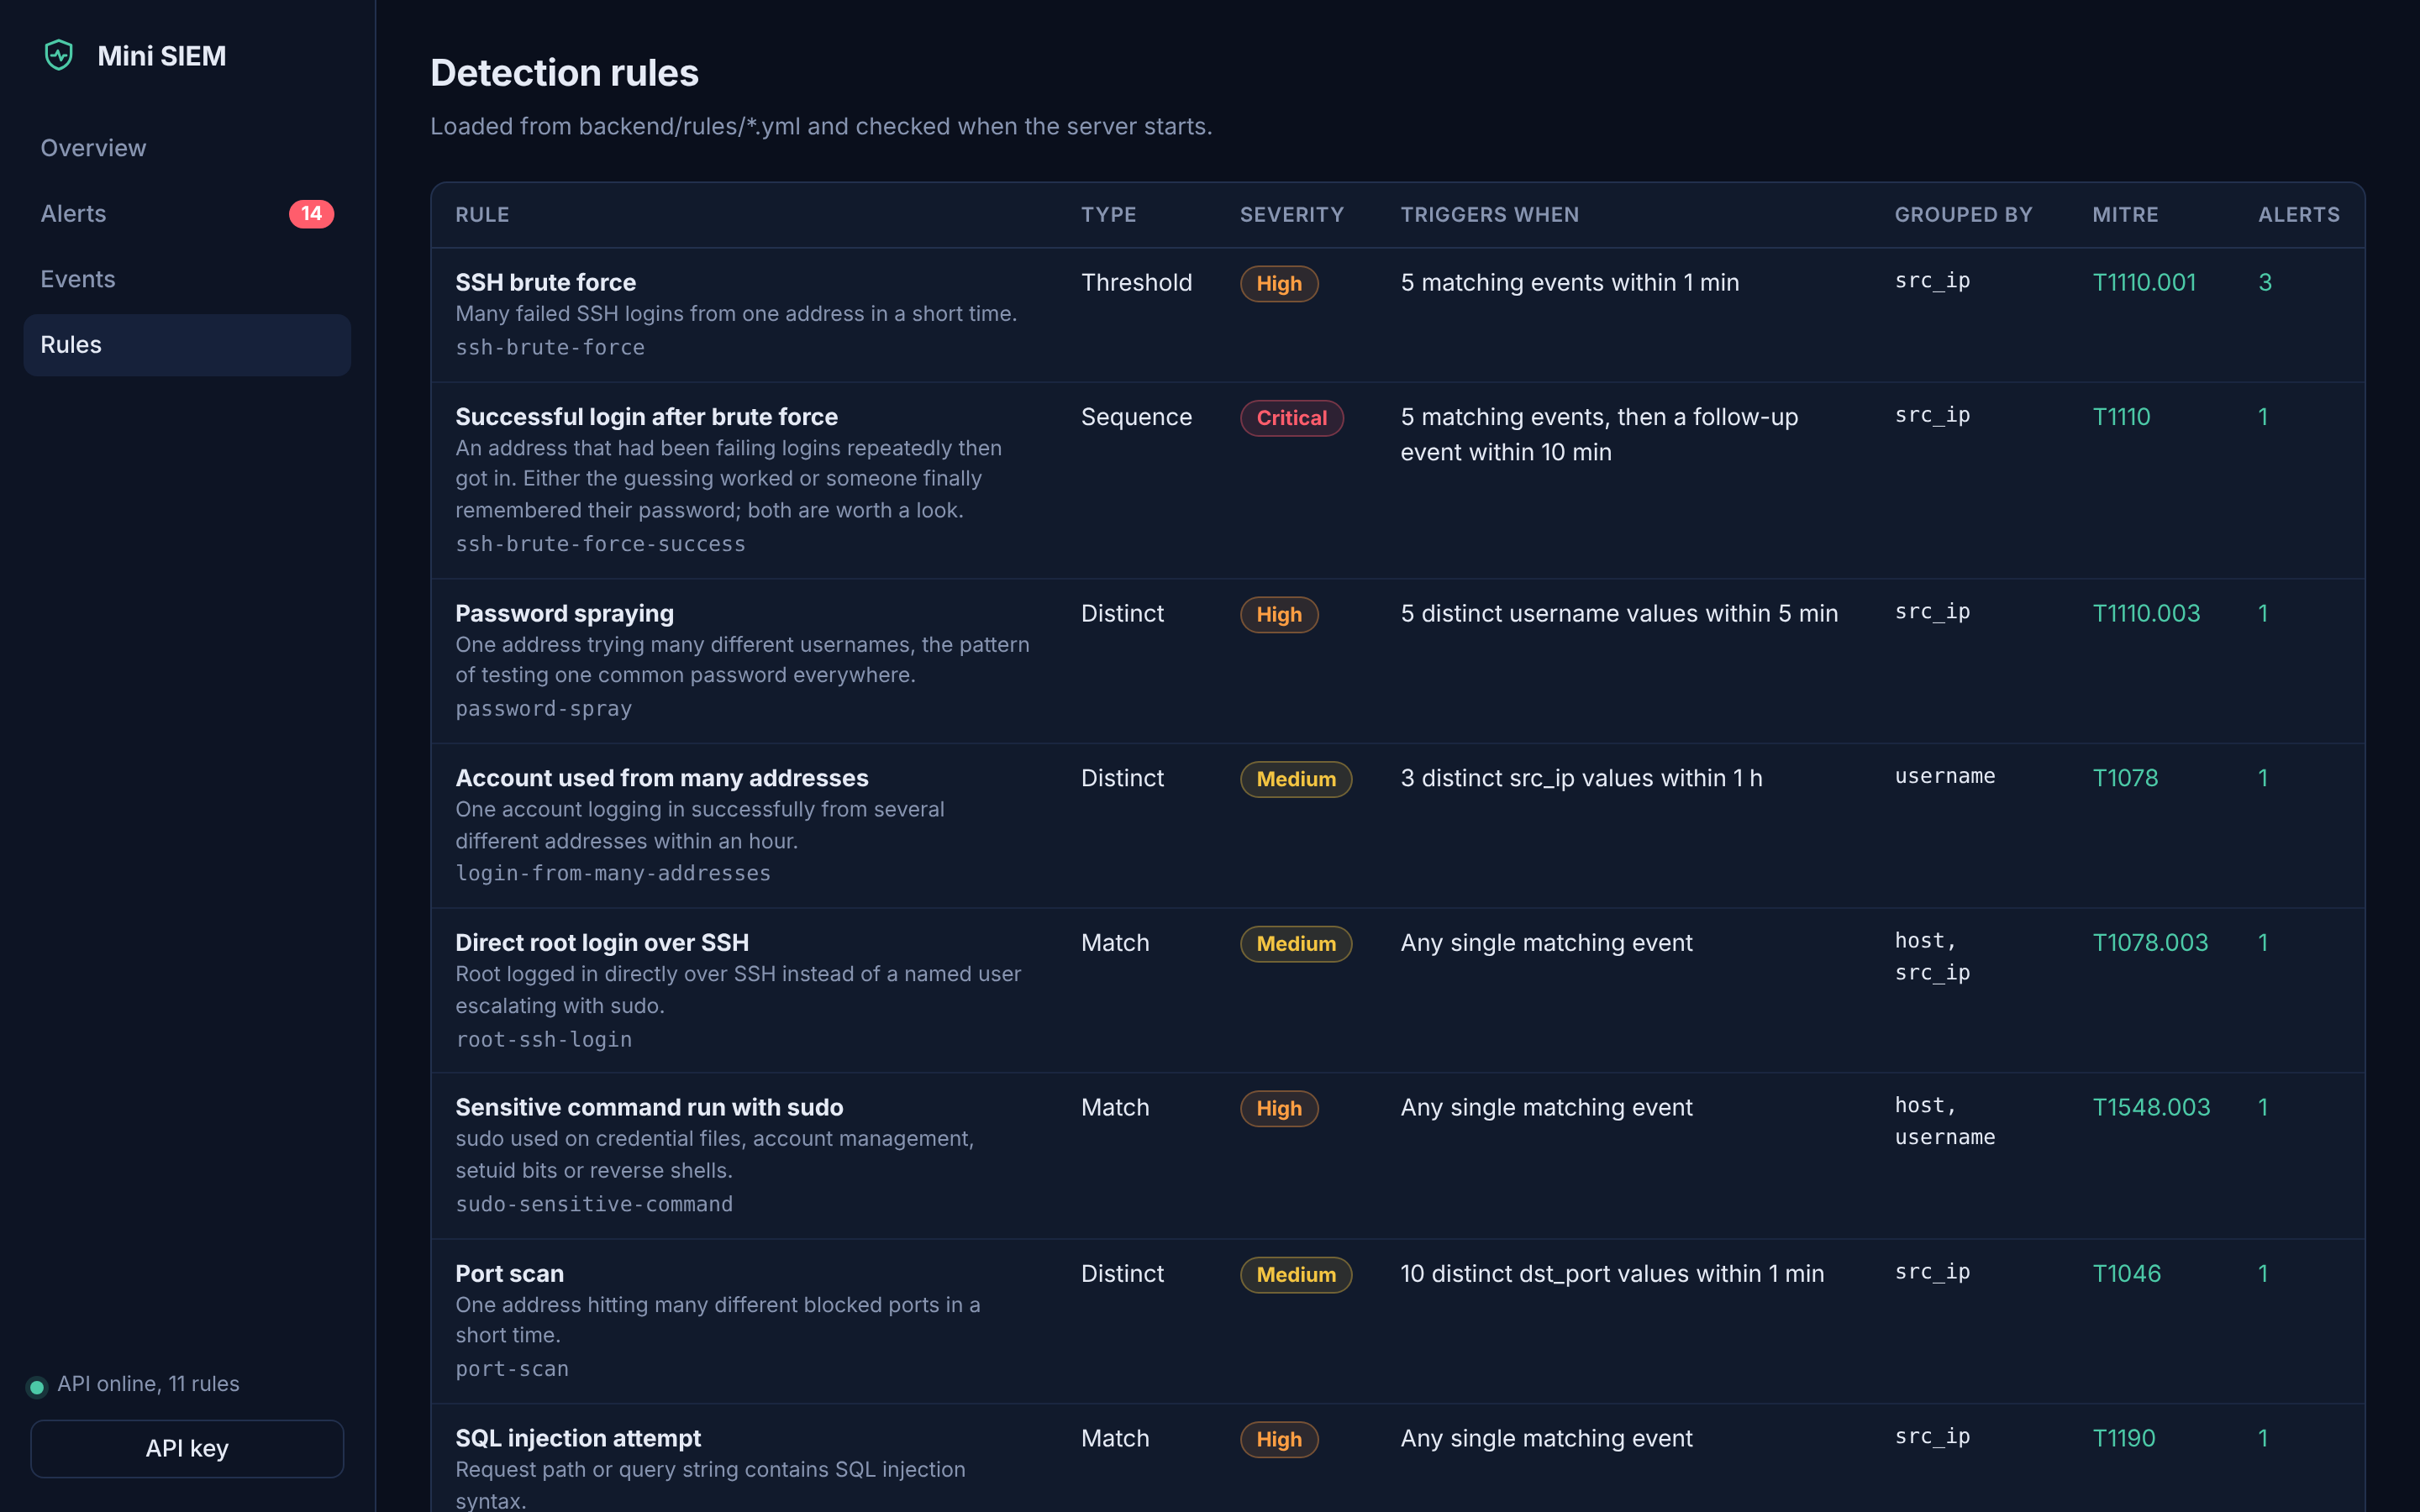 Mini SIEM
Overview
Alerts 14
Events
Rules
API online, 11 rules
API key
Detection rules
Loaded from backend/rules/*.yml and checked when the server starts.
RULE TYPE SEVERITY TRIGGERS WHEN GROUPED BY MITRE ALERTS
SSH brute force Threshold High 5 matching events within 1 min src_ip T1110.001 3
Many failed SSH logins from one address in a short time.
ssh-brute-force
Successful login after brute force Sequence Critical 5 matching events, then a follow-up src_ip T1110 1
event within 10 min
An address that had been failing logins repeatedly then
got in. Either the guessing worked or someone finally
remembered their password; both are worth a look.
ssh-brute-force-success
Password spraying Distinct High 5 distinct username values within 5 min src_ip T1110.003 1
One address trying many different usernames, the pattern
of testing one common password everywhere.
password-spray
Account used from many addresses Distinct Medium 3 distinct src_ip values within 1 h username T1078 1
One account logging in successfully from several
different addresses within an hour.
login-from-many-addresses
Direct root login over SSH Match Medium Any single matching event host, T1078.003 1
src_ip
Root logged in directly over SSH instead of a named user
escalating with sudo.
root-ssh-login
Sensitive command run with sudo Match High Any single matching event host, T1548.003 1
username
sudo used on credential files, account management,
setuid bits or reverse shells.
sudo-sensitive-command
Port scan Distinct Medium 10 distinct dst_port values within 1 min src_ip T1046 1
One address hitting many different blocked ports in a
short time.
port-scan
SQL injection attempt Match High Any single matching event src_ip T1190 1
Request path or query string contains SQL injection
syntax.